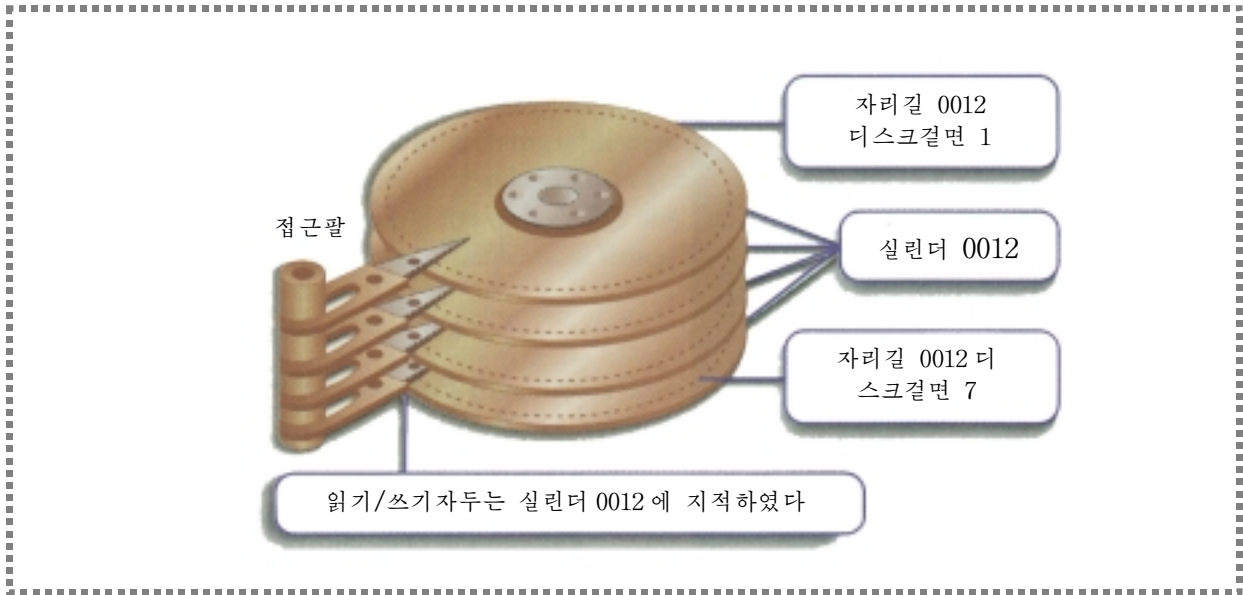 자리길 0012
디스크걸면 1
접근팔
실린더 0012
자리길 0012 디
스크걸면 7
읽기/쓰기자두는 실린더 0012 에 지적하였다